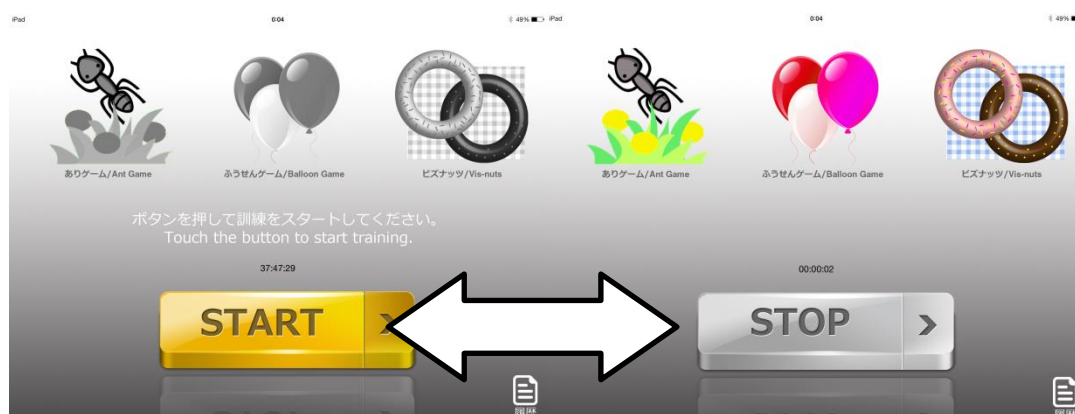 iPad
0:04
49%
ありゲーム/Ant Game
ふうせんゲーム/Balloon Game
ビズナッツ/Vis-nuts
ボタンを押して訓練をスタートしてください。
Touch the button to start training.
37:47:29
START
iPad
0:04
49%
ありゲーム/Ant Game
ふうせんゲーム/Balloon Game
ビズナッツ/Vis-nuts
00:00:02
STOP